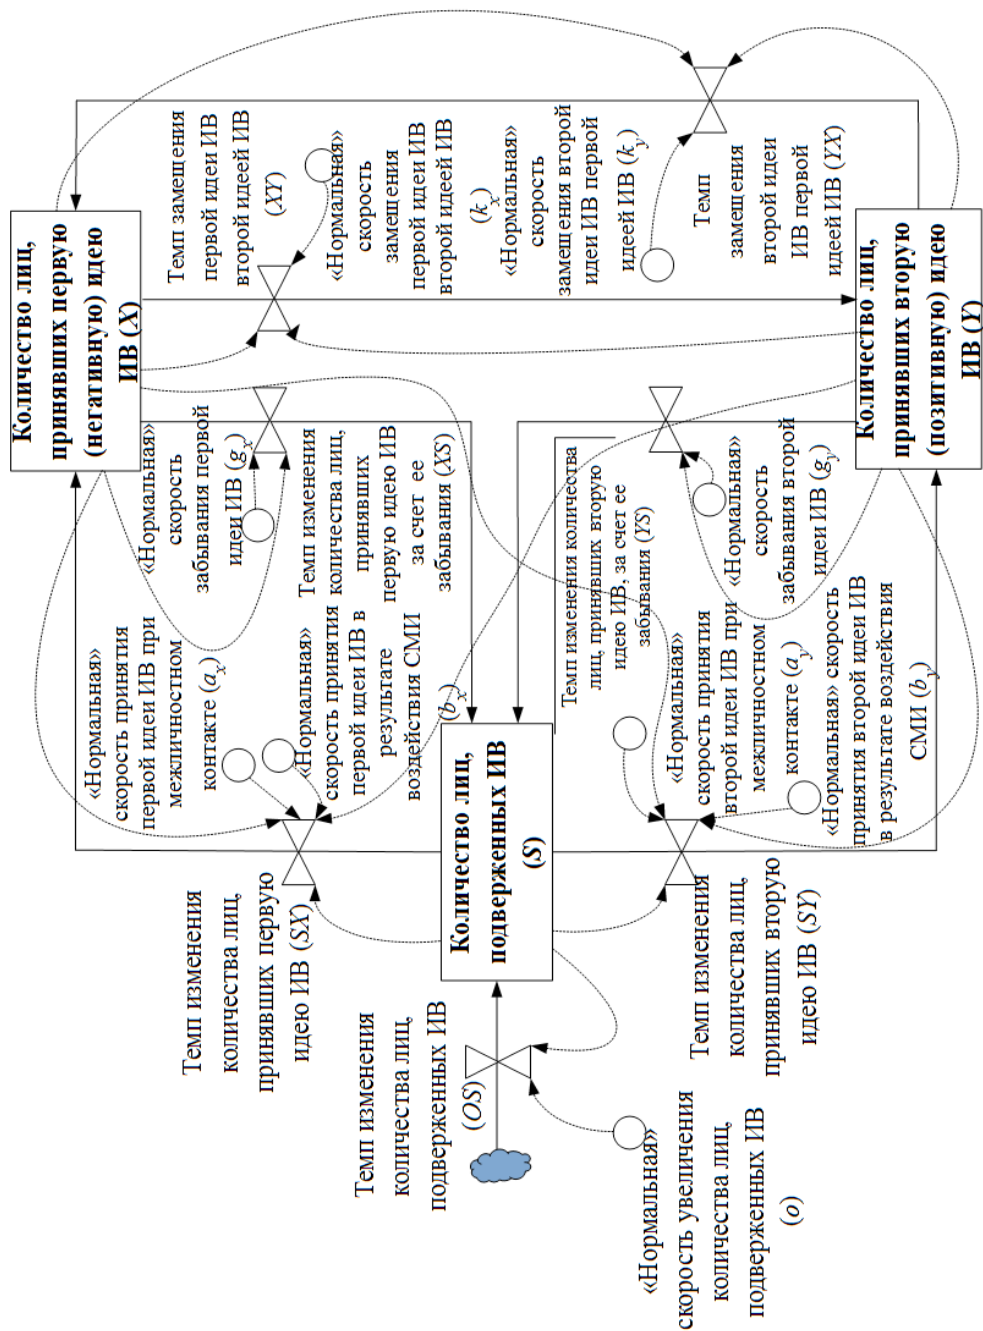 Количество лиц,
принявших первую
(негативную) идею
ИВ (X)
Темп замещения
первой идеи ИВ
второй идеей ИВ
(XY)
«Нормальная»
скорость
замещения
первой идеи ИВ
второй идеей ИВ
(kx)
«Нормальная»
скорость
замещения второй
идеи ИВ первой
идеей ИВ (ky)
Темп
замещения
второй идеи
ИВ первой
идеей ИВ (YX)
Количество лиц,
принявших вторую
(позитивную) идею
ИВ (Y)
«Нормальная»
скорость
забывания первой
идеи ИВ (gx)
Темп изменения
количества лиц,
принявших
первую идею ИВ
за счет ее
забывания (XS)
Темп изменения количества
лиц, принявших вторую
идею ИВ, за счет ее
забывания (YS)
«Нормальная»
скорость
забывания второй
идеи ИВ (gy)
«Нормальная»
скорость принятия
первой идеи ИВ при
межличностном
контакте (ax)
«Нормальная»
скорость принятия
первой идеи ИВ в
результате
воздействия СМИ
(bx)
Количество лиц,
подверженных ИВ
(S)
«Нормальная»
скорость принятия
второй идеи ИВ при
межличностном
контакте (ay)
«Нормальная» скорость
принятия второй идеи ИВ
в результате воздействия
СМИ (by)
Темп изменения
количества лиц,
принявших первую
идею ИВ (SX)
Темп изменения
количества лиц,
подверженных ИВ
(OS)
Темп изменения
количества лиц,
принявших вторую
идею ИВ (SY)
«Нормальная»
скорость увеличения
количества лиц,
подверженных ИВ
(o)